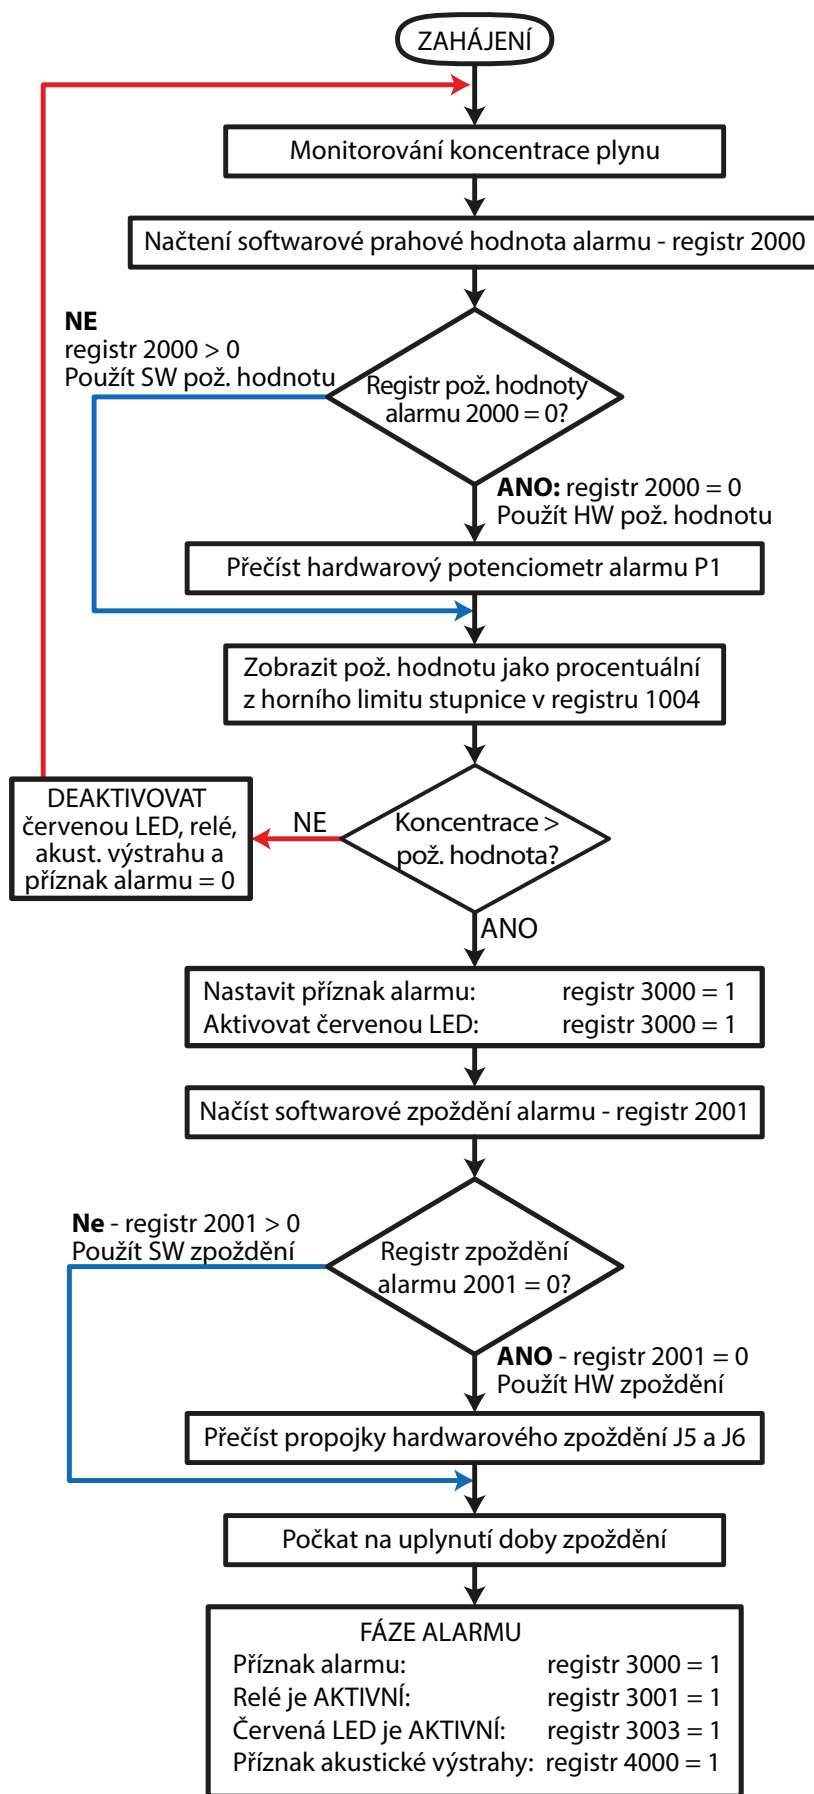 ZAHÁJENÍ
Monitorování koncentrace plynu
Načtení softwarové prahové hodnota alarmu - registr 2000
NE
registr 2000 > 0
Použít SW pož. hodnotu
Registr pož. hodnoty
alarmu 2000 = 0?
ANO: registr 2000 = 0
Použít HW pož. hodnotu
Přečíst hardwarový potenciometr alarmu P1
Zobrazit pož. hodnotu jako procentuální
z horního limitu stupnice v registru 1004
DEAKTIVOVAT
červenou LED, relé,
akust. výstrahu a
příznak alarmu = 0
NE
Koncentrace >
pož. hodnota?
ANO
Nastavit příznak alarmu: registr 3000 = 1
Aktivovat červenou LED: registr 3000 = 1
Načíst softwarové zpoždění alarmu - registr 2001
Ne - registr 2001 > 0
Použít SW zpoždění
Registr zpoždění
alarmu 2001 = 0?
ANO - registr 2001 = 0
Použít HW zpoždění
Přečíst propojky hardwarového zpoždění J5 a J6
Počkat na uplynutí doby zpoždění
FÁZE ALARMU
Příznak alarmu: registr 3000 = 1
Relé je AKTIVNÍ: registr 3001 = 1
Červená LED je AKTIVNÍ: registr 3003 = 1
Příznak akustické výstrahy: registr 4000 = 1